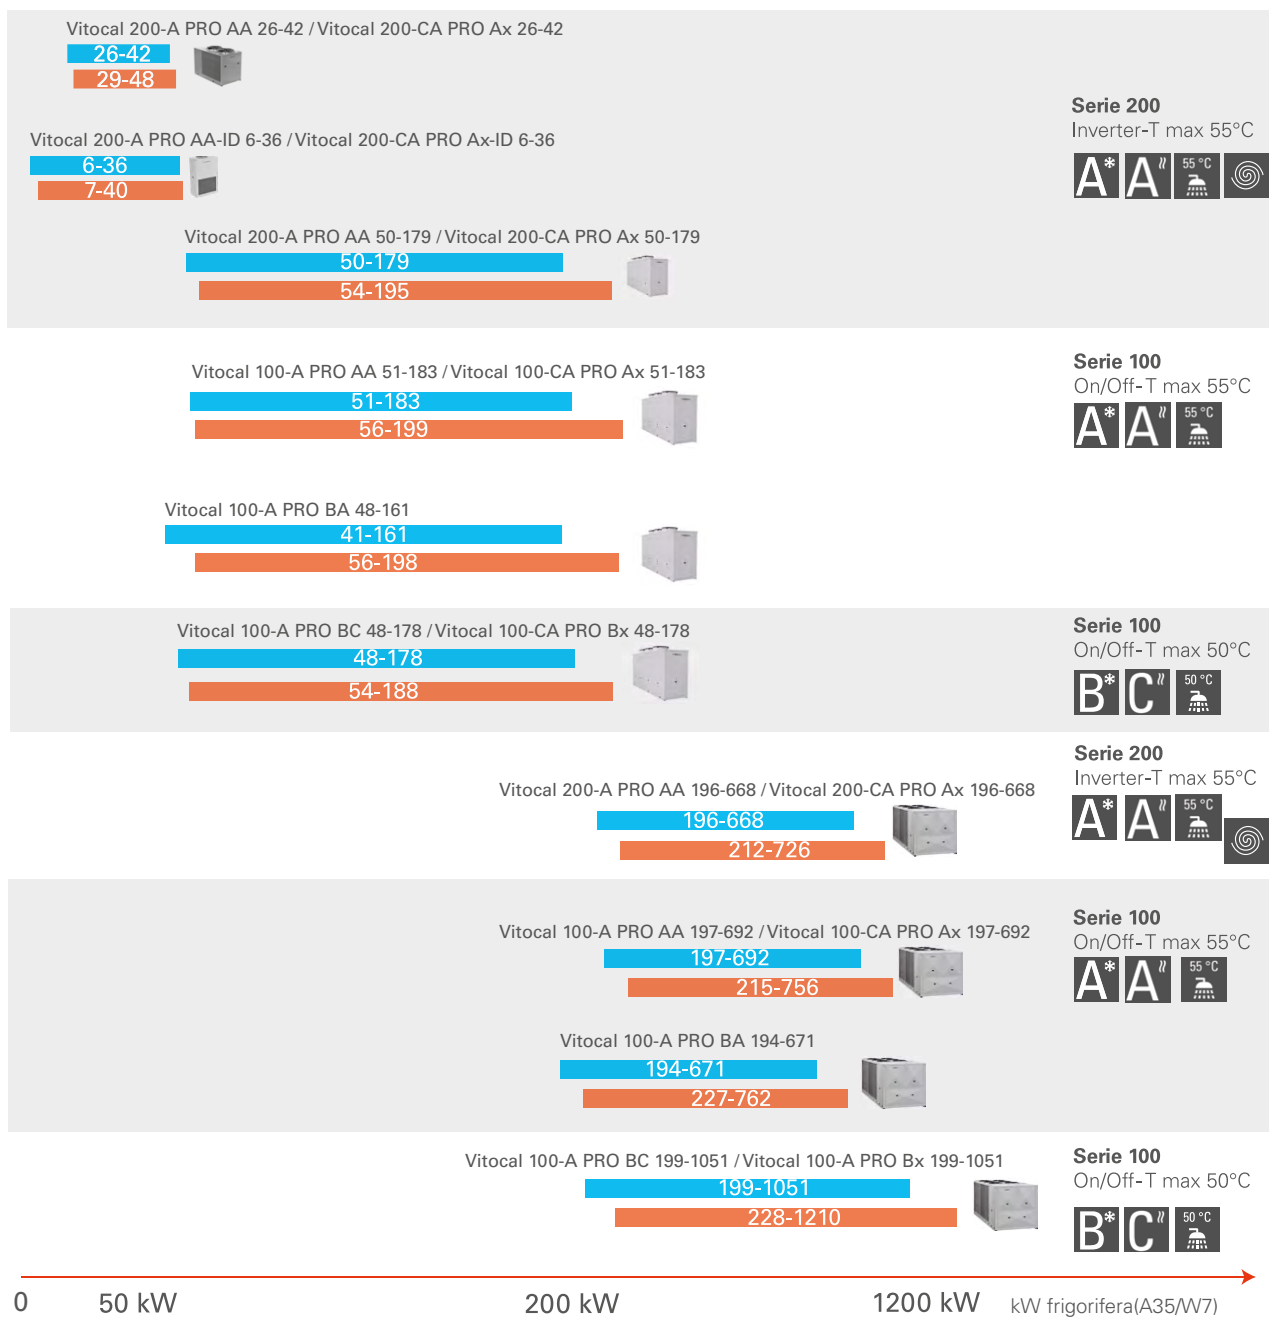 Vitocal 200-A PRO AA 26-42 / Vitocal 200-CA PRO Ax 26-42
26-42
29-48
Vitocal 200-A PRO AA-ID 6-36 / Vitocal 200-CA PRO Ax-ID 6-36
6-36
7-40
Vitocal 200-A PRO AA 50-179 / Vitocal 200-CA PRO Ax 50-179
50-179
54-195
Serie 200
Inverter-T max 55°C
A* A" 55 °C
Vitocal 100-A PRO AA 51-183 / Vitocal 100-CA PRO Ax 51-183
51-183
56-199
Serie 100
On/Off-T max 55°C
A* A" 55 °C
Vitocal 100-A PRO BA 48-161
41-161
56-198
Vitocal 100-A PRO BC 48-178 / Vitocal 100-CA PRO Bx 48-178
48-178
54-188
Serie 100
On/Off-T max 50°C
B* C" 50 °C
Vitocal 200-A PRO AA 196-668 / Vitocal 200-CA PRO Ax 196-668
196-668
212-726
Serie 200
Inverter-T max 55°C
A* A" 55 °C
Vitocal 100-A PRO AA 197-692 / Vitocal 100-CA PRO Ax 197-692
197-692
215-756
Serie 100
On/Off-T max 55°C
A* A" 55 °C
Vitocal 100-A PRO BA 194-671
194-671
227-762
Vitocal 100-A PRO BC 199-1051 / Vitocal 100-A PRO Bx 199-1051
199-1051
228-1210
Serie 100
On/Off-T max 50°C
B* C" 50 °C
0 50 kW 200 kW 1200 kW kW frigorifera(A35/W7)